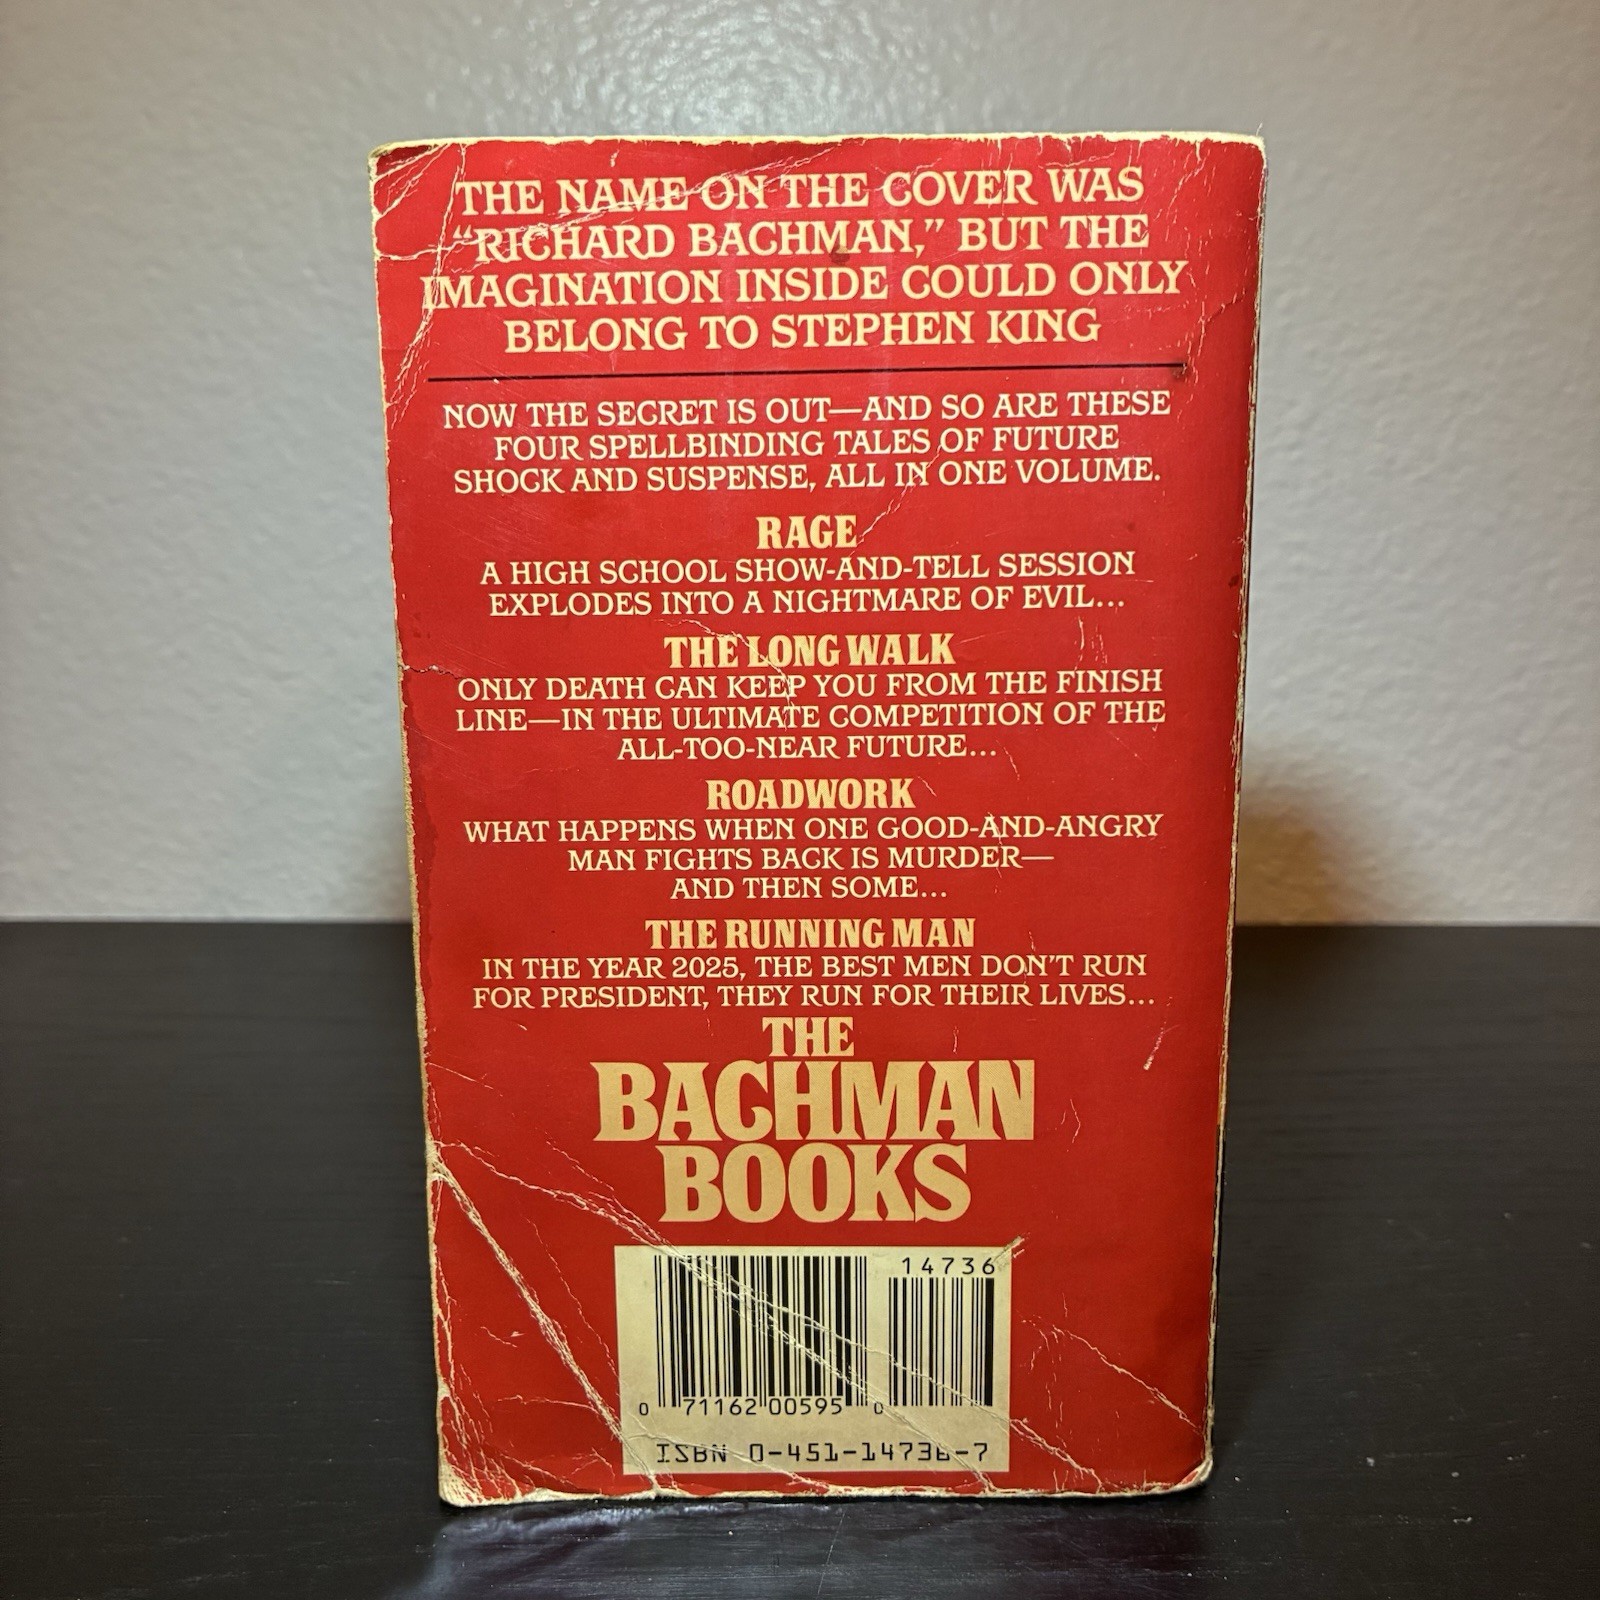 THE NAME ON THE COVER WAS
“RICHARD BACHMAN,” BUT THE
IMAGINATION INSIDE COULD ONLY
BELONG TO STEPHEN KING
NOW THE SECRET IS OUT—AND SO ARE THESE
FOUR SPELLBINDING TALES OF FUTURE
SHOCK AND SUSPENSE, ALL IN ONE VOLUME.
RAGE
A HIGH SCHOOL SHOW-AND-TELL SESSION
EXPLODES INTO A NIGHTMARE OF EVIL...
THE LONG WALK
ONLY DEATH CAN KEEP YOU FROM THE FINISH
LINE—IN THE ULTIMATE COMPETITION OF THE
ALL-TOO-NEAR FUTURE...
ROADWORK
WHAT HAPPENS WHEN ONE GOOD-AND-ANGRY
MAN FIGHTS BACK IS MURDER—
AND THEN SOME...
THE RUNNING MAN
IN THE YEAR 2025, THE BEST MEN DON'T RUN
FOR PRESIDENT, THEY RUN FOR THEIR LIVES...
THE
BACHMAN
BOOKS
14736
0 71162 00595 0
ISBN 0-451-14736-7